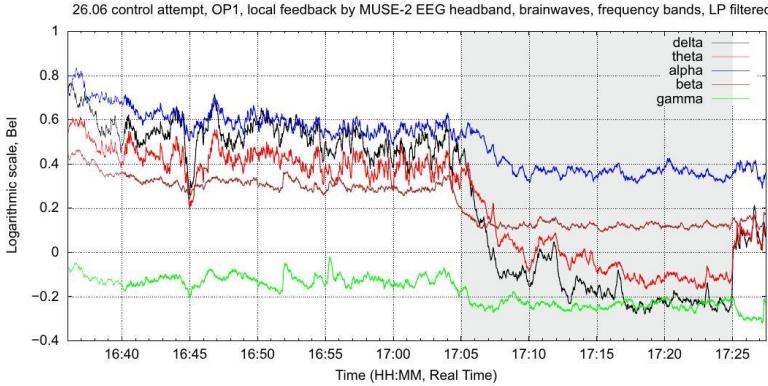 26.06 control attempt, OP1, local feedback by MUSE-2 EEG headband, brainwaves, frequency bands, LP filtered
delta
theta
alpha
beta
gamma
1
0.8
0.6
0.4
0.2
0
−0.2
−0.4
Logarithmic scale, Bel
16:40 16:45 16:50 16:55 17:00 17:05 17:10 17:15 17:20 17:25
Time (HH:MM, Real Time)